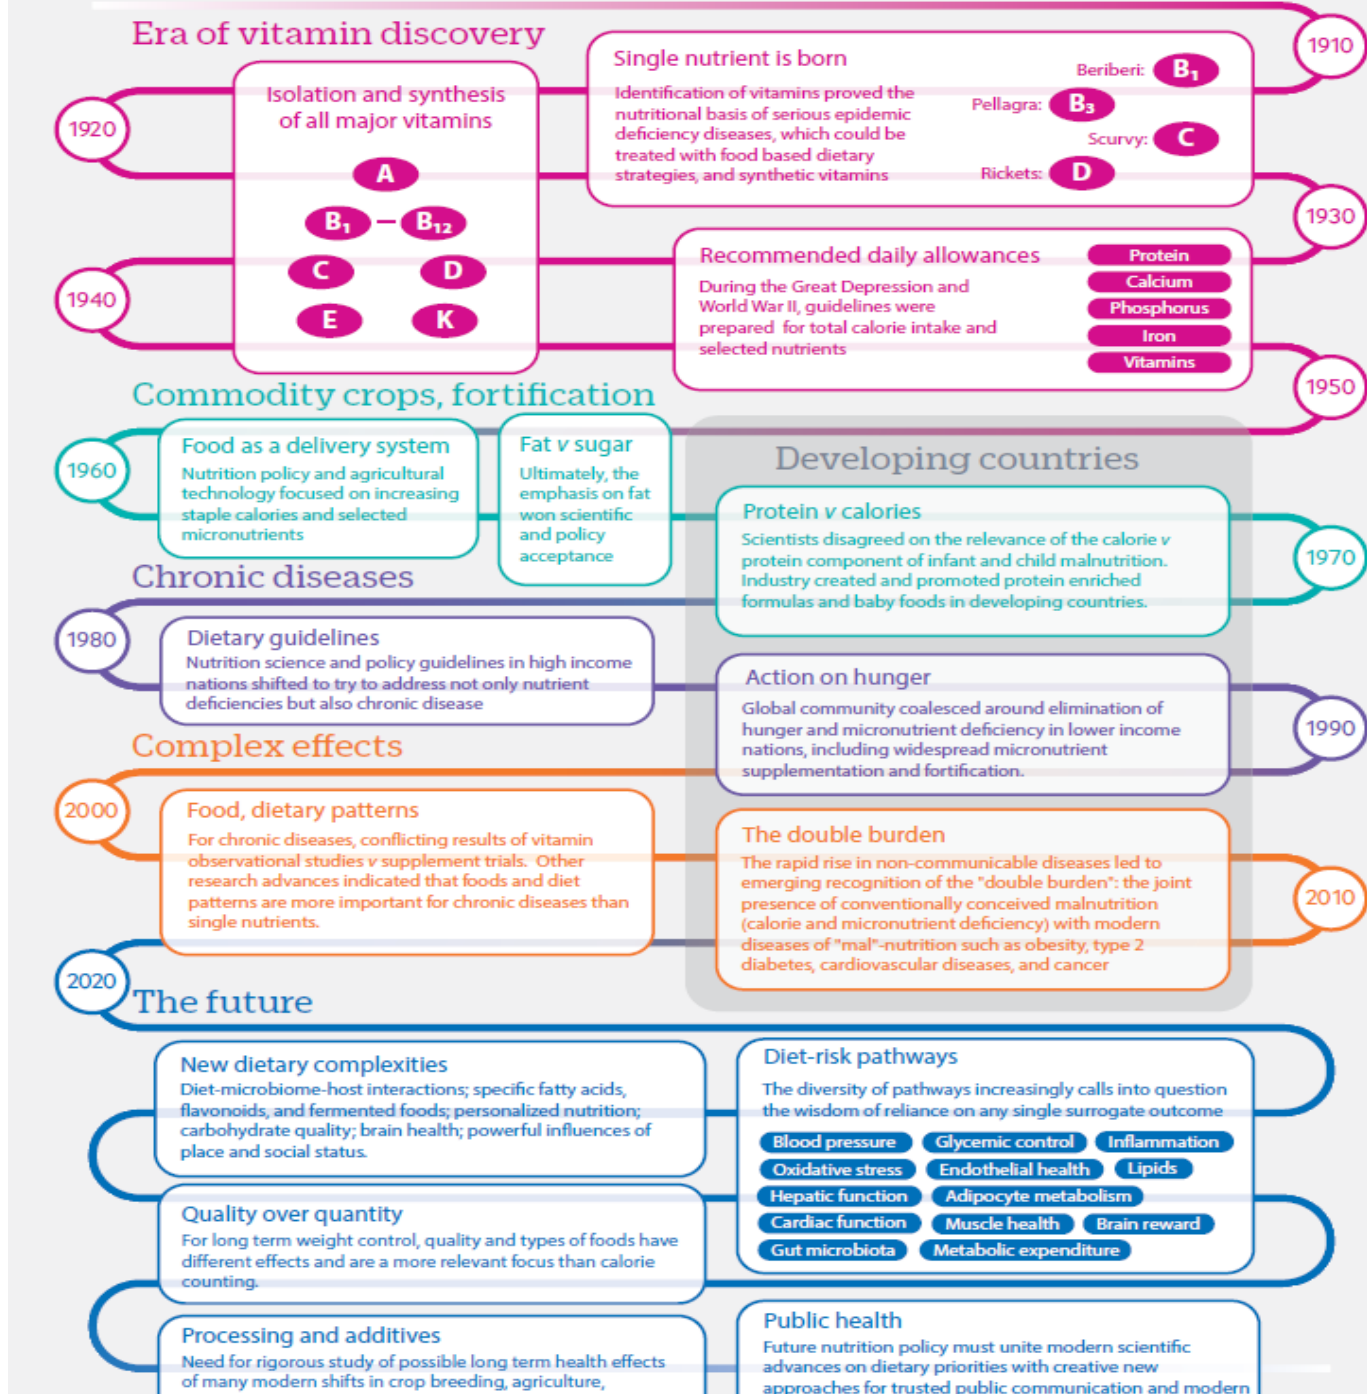 Era of vitamin discovery
1910
Single nutrient is born
Identification of vitamins proved the
nutritional basis of serious epidemic
deficiency diseases, which could be
treated with food based dietary
strategies, and synthetic vitamins
Beriberi: B₁
Pellagra: B₃
Scurvy: C
Rickets: D
1920
Isolation and synthesis
of all major vitamins
A
B₁ – B₁₂
C D
E K
1930
Recommended daily allowances
During the Great Depression and
World War II, guidelines were
prepared for total calorie intake and
selected nutrients
Protein
Calcium
Phosphorus
Iron
Vitamins
1940
1950
Commodity crops, fortification
1960
Food as a delivery system
Nutrition policy and agricultural
technology focused on increasing
staple calories and selected
micronutrients
Fat v sugar
Ultimately, the
emphasis on fat
won scientific
and policy
acceptance
Developing countries
Protein v calories
Scientists disagreed on the relevance of the calorie v
protein component of infant and child malnutrition.
Industry created and promoted protein enriched
formulas and baby foods in developing countries.
1970
Chronic diseases
1980
Dietary guidelines
Nutrition science and policy guidelines in high income
nations shifted to try to address not only nutrient
deficiencies but also chronic disease
Action on hunger
Global community coalesced around elimination of
hunger and micronutrient deficiency in lower income
nations, including widespread micronutrient
supplementation and fortification.
1990
Complex effects
2000
Food, dietary patterns
For chronic diseases, conflicting results of vitamin
observational studies v supplement trials. Other
research advances indicated that foods and diet
patterns are more important for chronic diseases than
single nutrients.
The double burden
The rapid rise in non-communicable diseases led to
emerging recognition of the "double burden": the joint
presence of conventionally conceived malnutrition
(calorie and micronutrient deficiency) with modern
diseases of "mal"-nutrition such as obesity, type 2
diabetes, cardiovascular diseases, and cancer
2010
2020
The future
New dietary complexities
Diet-microbiome-host interactions; specific fatty acids,
flavonoids, and fermented foods; personalized nutrition;
carbohydrate quality; brain health; powerful influences of
place and social status.
Diet-risk pathways
The diversity of pathways increasingly calls into question
the wisdom of reliance on any single surrogate outcome
Blood pressure Glycemic control Inflammation
Oxidative stress Endothelial health Lipids
Hepatic function Adipocyte metabolism
Cardiac function Muscle health Brain reward
Gut microbiota Metabolic expenditure
Quality over quantity
For long term weight control, quality and types of foods have
different effects and are a more relevant focus than calorie
counting.
Processing and additives
Need for rigorous study of possible long term health effects
of many modern shifts in crop breeding, agriculture,
Public health
Future nutrition policy must unite modern scientific
advances on dietary priorities with creative new
approaches for trusted public communication and modern